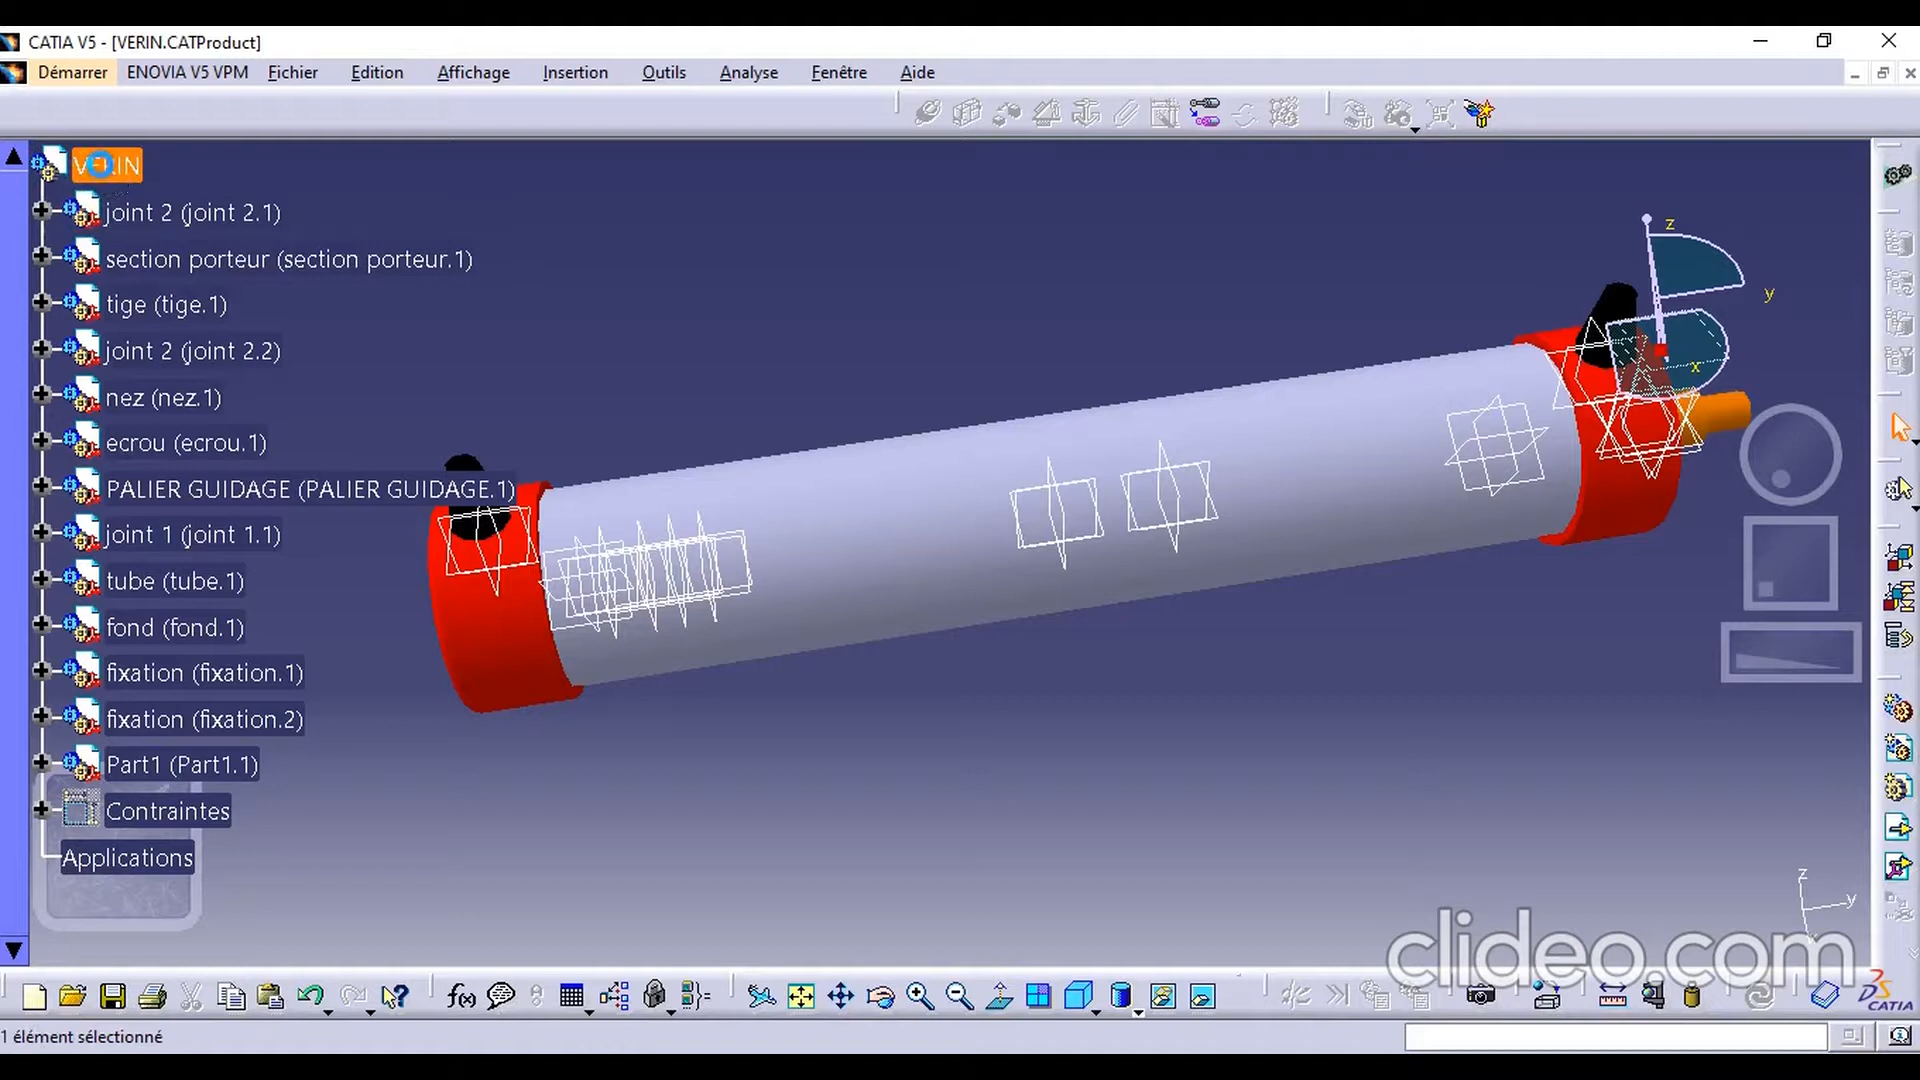 CATIA V5 - [VERIN.CATProduct]
Démarrer ENOVIA V5 VPM Fichier Edition Affichage Insertion Outils Analyse Fenêtre Aide
VERIN
joint 2 (joint 2.1)
section porteur (section porteur.1)
tige (tige.1)
joint 2 (joint 2.2)
nez (nez.1)
ecrou (ecrou.1)
PALIER GUIDAGE (PALIER GUIDAGE.1)
joint 1 (joint 1.1)
tube (tube.1)
fond (fond.1)
fixation (fixation.1)
fixation (fixation.2)
Part1 (Part1.1)
Contraintes
Applications
z
y
x
z
y
clideo.com
f(x)
CATIA
1 élément sélectionné